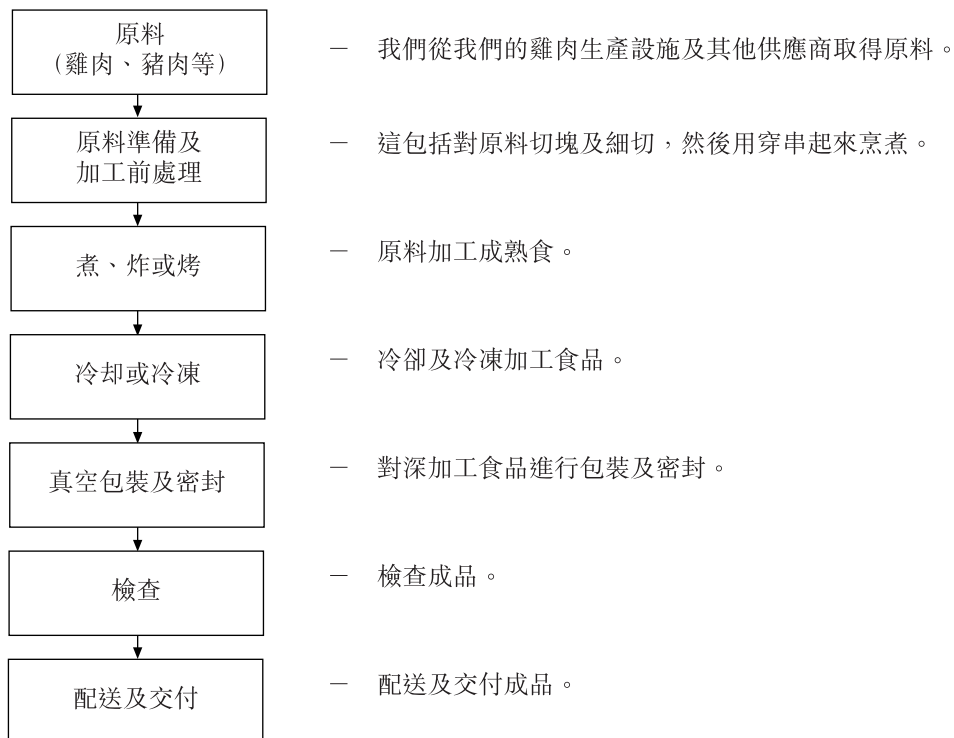 原料
(雞肉、豬肉等)
— 我們從我們的雞肉生產設施及其他供應商取得原料。
原料準備及
加工前處理
— 這包括對原料切塊及細切，然後用穿串起來烹煮。
煮、炸或烤
— 原料加工成熟食。
冷却或冷凍
— 冷卻及冷凍加工食品。
真空包裝及密封
— 對深加工食品進行包裝及密封。
檢查
— 檢查成品。
配送及交付
— 配送及交付成品。